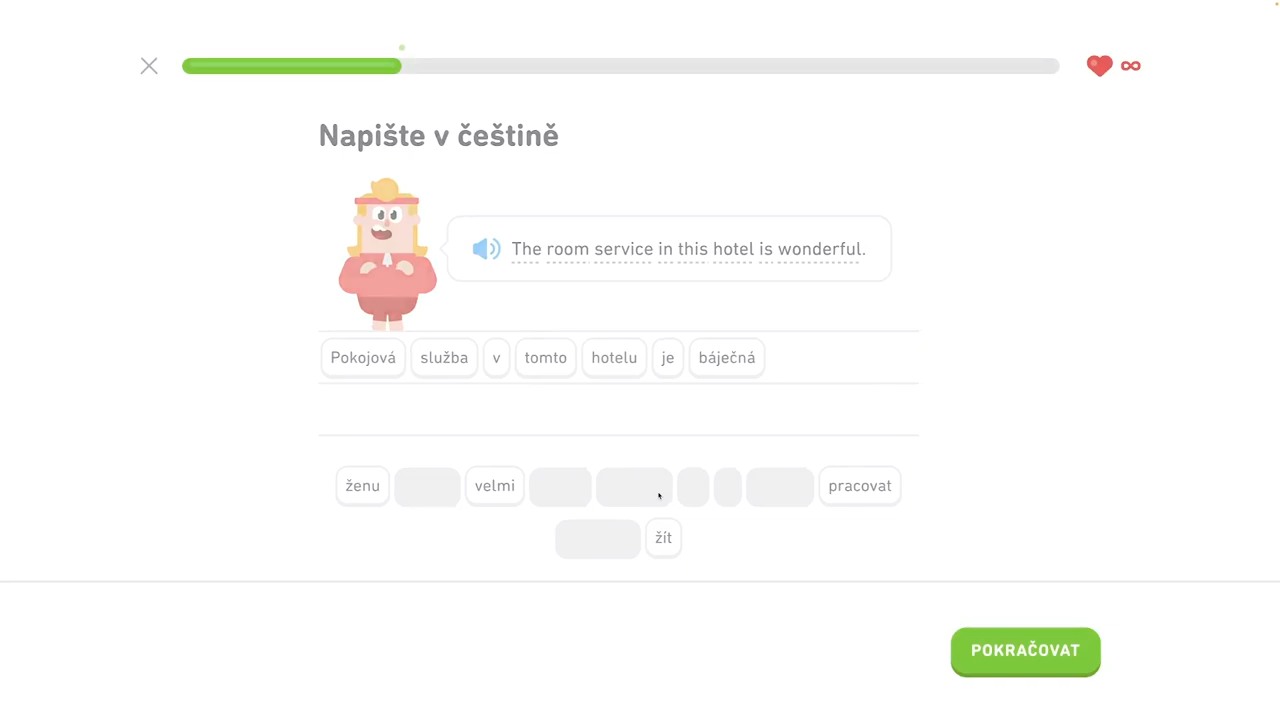 Napište v češtině
The room service in this hotel is wonderful.
Pokojová služba v tomto hotelu je báječná
ženu velmi pracovat
žít
POKRAČOVAT